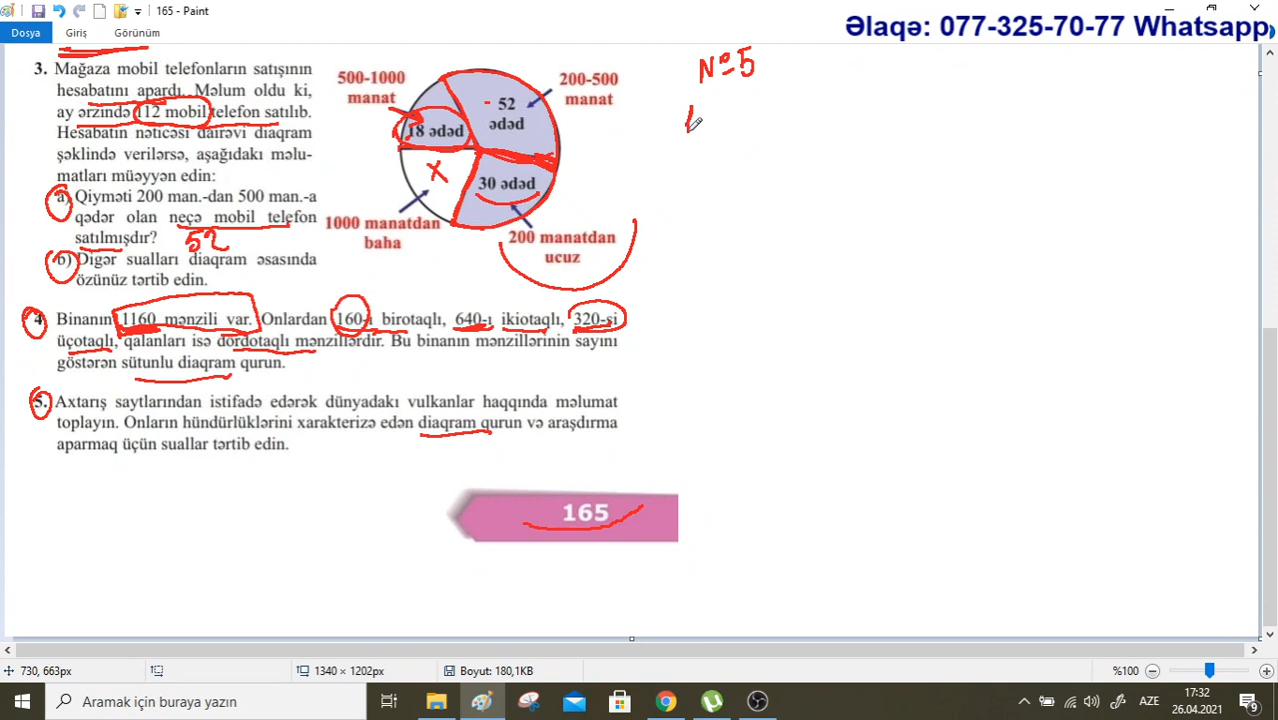 165 - Paint
Əlaqə: 077-325-70-77 Whatsapp
Dosya Giriş Görünüm
3. Mağaza mobil telefonların satışının
hesabatını apardı. Məlum oldu ki,
ay ərzində 112 mobil telefon satılıb.
Hesabatın nəticəsi dairəvi diaqram
şəklində verilərsə, aşağıdakı məlu-
matları müəyyən edin:
a) Qiyməti 200 man.-dan 500 man.-a
qədər olan neçə mobil telefon
satılmışdır? 52
b) Digər sualları diaqram əsasında
özünüz tərtib edin.
500-1000
manat
200-500
manat
52
ədəd
18 ədəd
x
30 ədəd
1000 manatdan
baha
200 manatdan
ucuz
№5
4. Binanın 1160 mənzili var. Onlardan 160-ı birotaqlı, 640-ı ikiotaqlı, 320-si
üçotaqlı, qalanları isə dördotaqlı mənzillərdir. Bu binanın mənzillərinin sayını
göstərən sütunlu diaqram qurun.
5. Axtarış saytlarından istifadə edərək dünyadakı vulkanlar haqqında məlumat
toplayın. Onların hündürlüklərini xarakterizə edən diaqram qurun və araşdırma
aparmaq üçün suallar tərtib edin.
165
730, 663px 1340 × 1202px Boyut: 180,1KB %100
Aramak için buraya yazın
AZE
17:32
26.04.2021
9